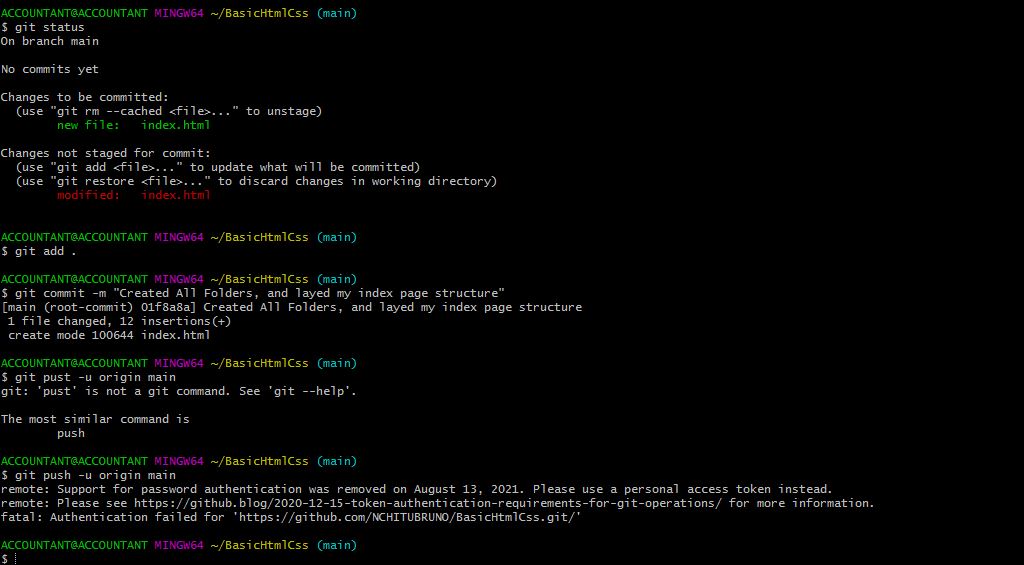 ACCOUNTANT@ACCOUNTANT MINGW64 ~/BasicHtmlCss (main)
$ git status
On branch main
No commits yet
Changes to be committed:
  (use "git rm --cached <file>..." to unstage)
        new file:   index.html
Changes not staged for commit:
  (use "git add <file>..." to update what will be committed)
  (use "git restore <file>..." to discard changes in working directory)
        modified:   index.html
ACCOUNTANT@ACCOUNTANT MINGW64 ~/BasicHtmlCss (main)
$ git add .
ACCOUNTANT@ACCOUNTANT MINGW64 ~/BasicHtmlCss (main)
$ git commit -m "Created All Folders, and layed my index page structure"
[main (root-commit) 01f8a8a] Created All Folders, and layed my index page structure
 1 file changed, 12 insertions(+)
 create mode 100644 index.html
ACCOUNTANT@ACCOUNTANT MINGW64 ~/BasicHtmlCss (main)
$ git pust -u origin main
git: 'pust' is not a git command. See 'git --help'.
The most similar command is
        push
ACCOUNTANT@ACCOUNTANT MINGW64 ~/BasicHtmlCss (main)
$ git push -u origin main
remote: Support for password authentication was removed on August 13, 2021. Please use a personal access token instead.
remote: Please see https://github.blog/2020-12-15-token-authentication-requirements-for-git-operations/ for more information.
fatal: Authentication failed for 'https://github.com/NCHITUBRUNO/BasicHtmlCss.git/'
ACCOUNTANT@ACCOUNTANT MINGW64 ~/BasicHtmlCss (main)
$